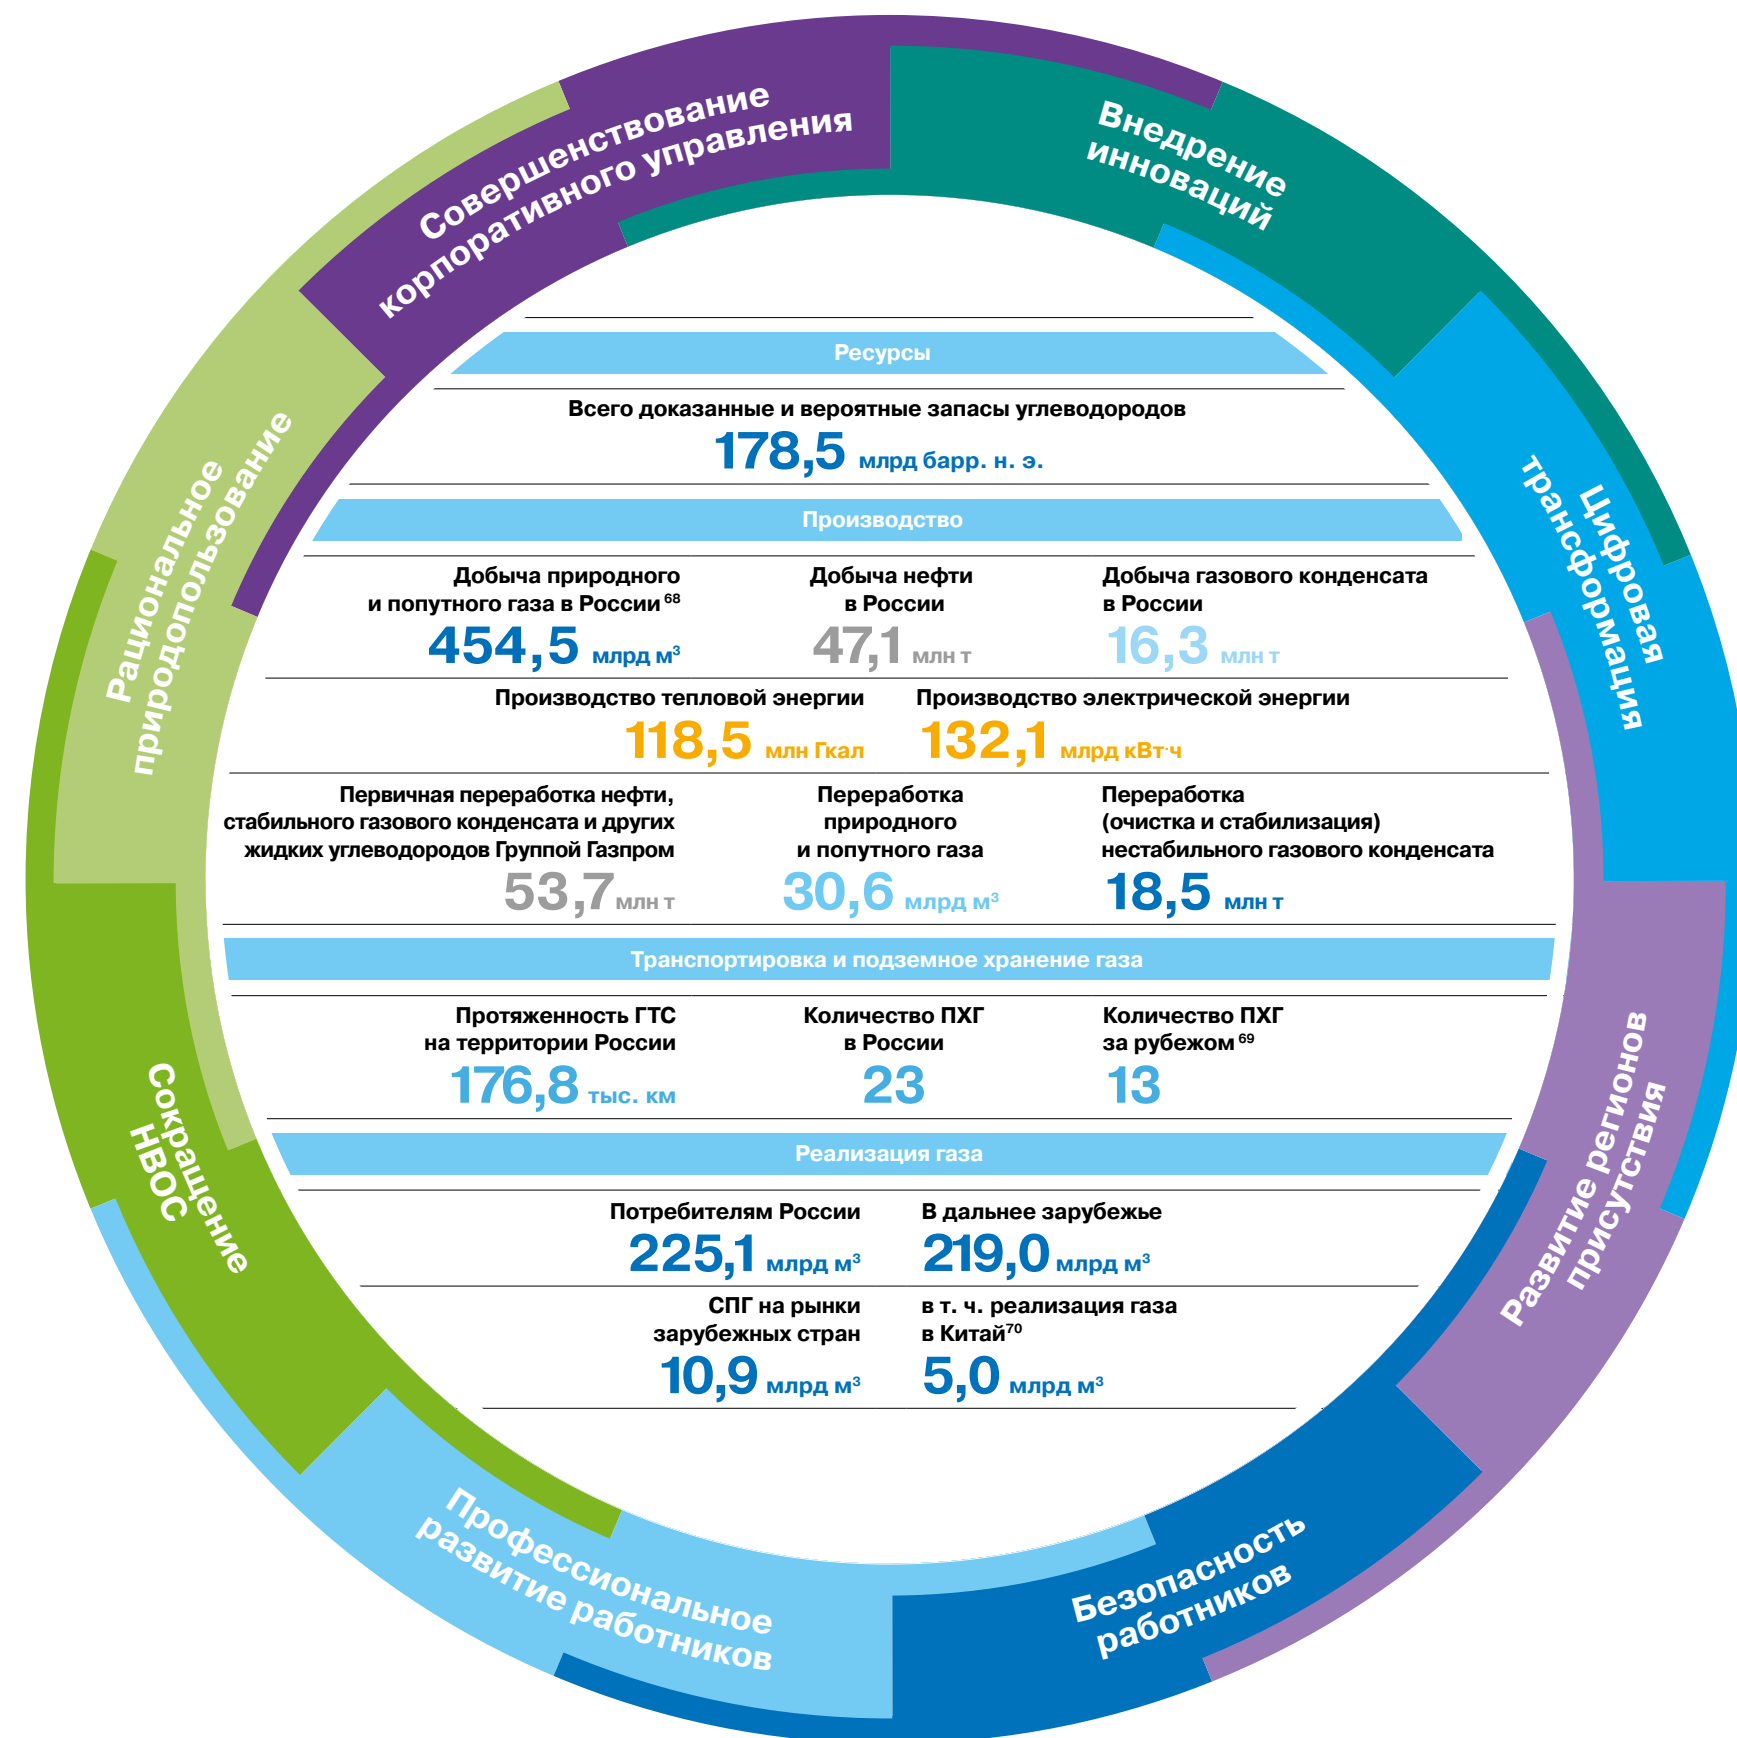 Совершенствование
корпоративного управления
Внедрение
инноваций
Цифровая
трансформация
Развитие регионов
присутствия
Безопасность
работников
Профессиональное
развитие работников
Сокращение
НВОС
Рациональное
природопользование
Ресурсы
Всего доказанные и вероятные запасы углеводородов
178,5 млрд барр. н. э.
Производство
Добыча природного
и попутного газа в России 68
454,5 млрд м³
Добыча нефти
в России
47,1 млн т
Добыча газового конденсата
в России
16,3 млн т
Производство тепловой энергии
118,5 млн Гкал
Производство электрической энергии
132,1 млрд кВт·ч
Первичная переработка нефти,
стабильного газового конденсата и других
жидких углеводородов Группой Газпром
53,7 млн т
Переработка
природного
и попутного газа
30,6 млрд м³
Переработка
(очистка и стабилизация)
нестабильного газового конденсата
18,5 млн т
Транспортировка и подземное хранение газа
Протяженность ГТС
на территории России
176,8 тыс. км
Количество ПХГ
в России
23
Количество ПХГ
за рубежом 69
13
Реализация газа
Потребителям России
225,1 млрд м³
В дальнее зарубежье
219,0 млрд м³
СПГ на рынки
зарубежных стран
10,9 млрд м³
в т. ч. реализация газа
в Китай70
5,0 млрд м³